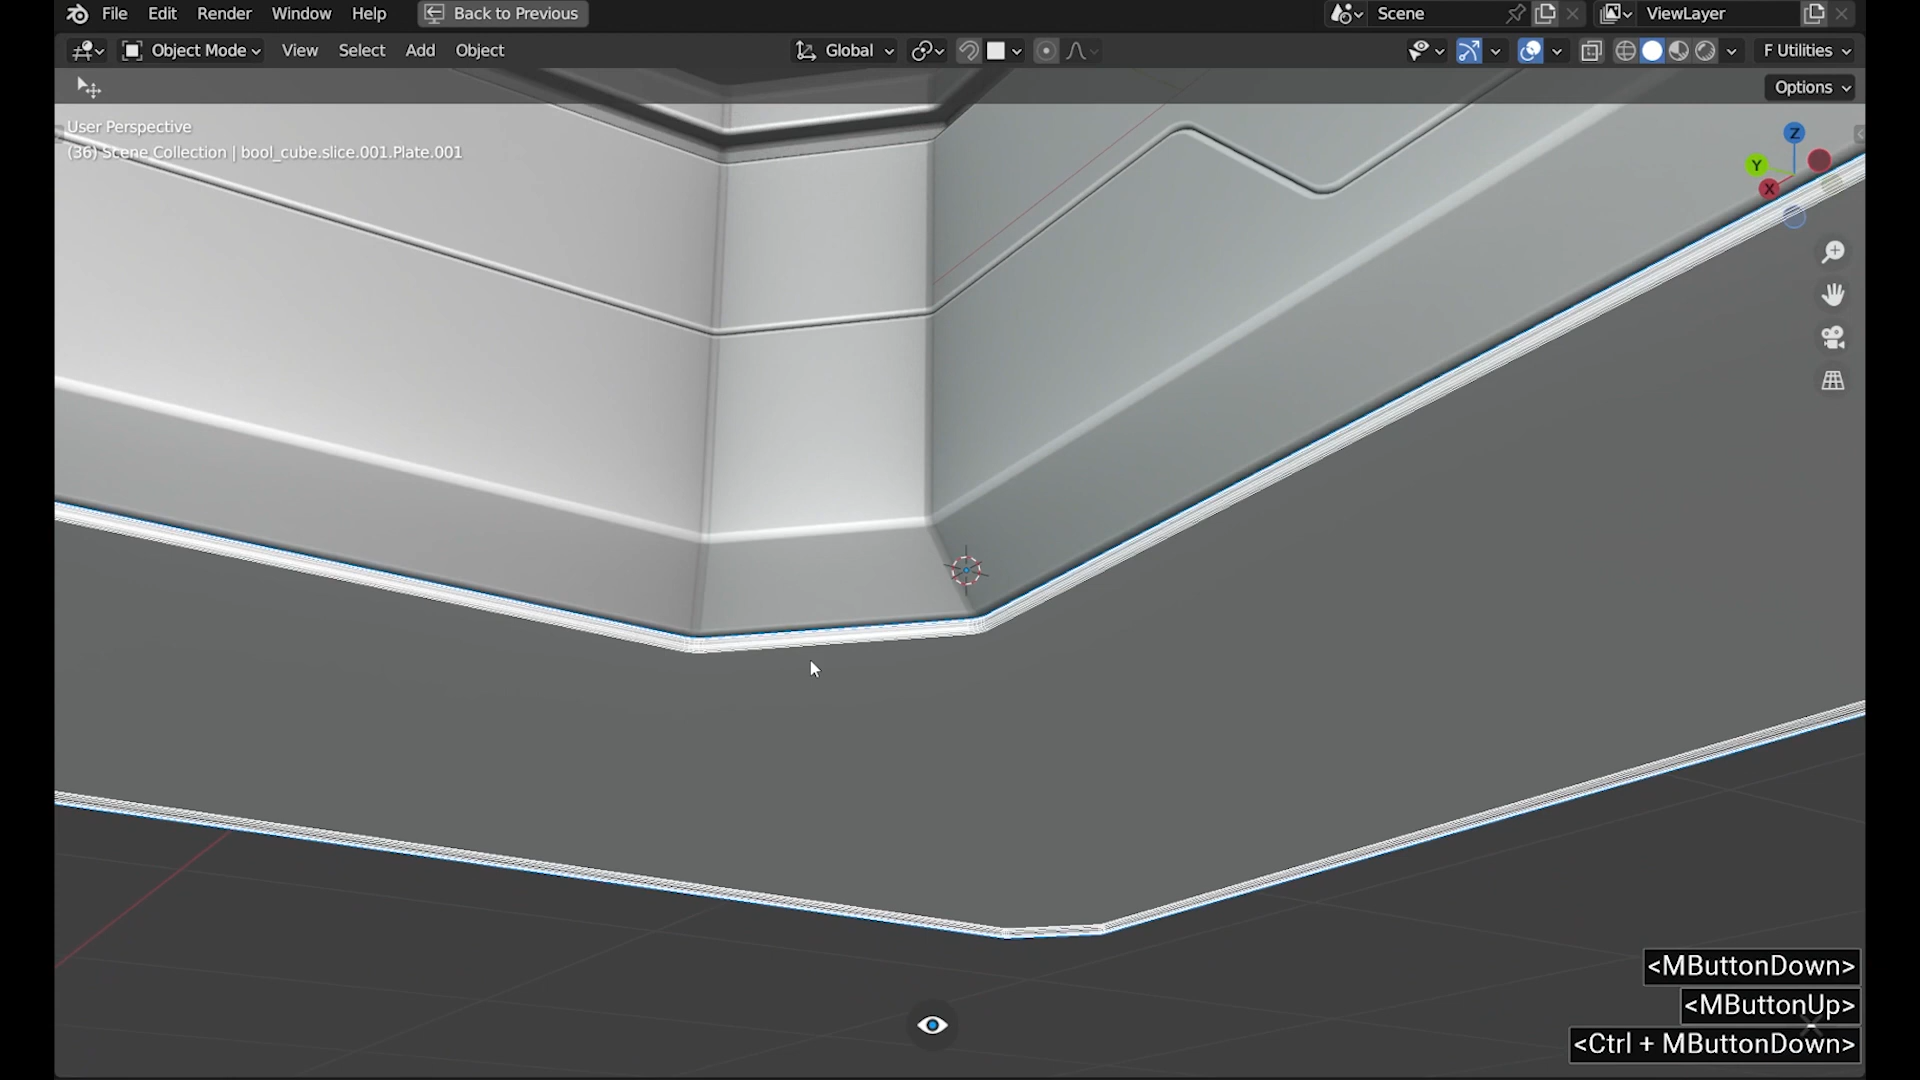 File Edit Render Window Help Back to Previous Scene ViewLayer
Object Mode View Select Add Object Global F Utilities
Options
User Perspective
(36) Scene Collection | bool_cube.slice.001.Plate.001
Z
Y
X
<MButtonDown>
<MButtonUp>
<Ctrl + MButtonDown>